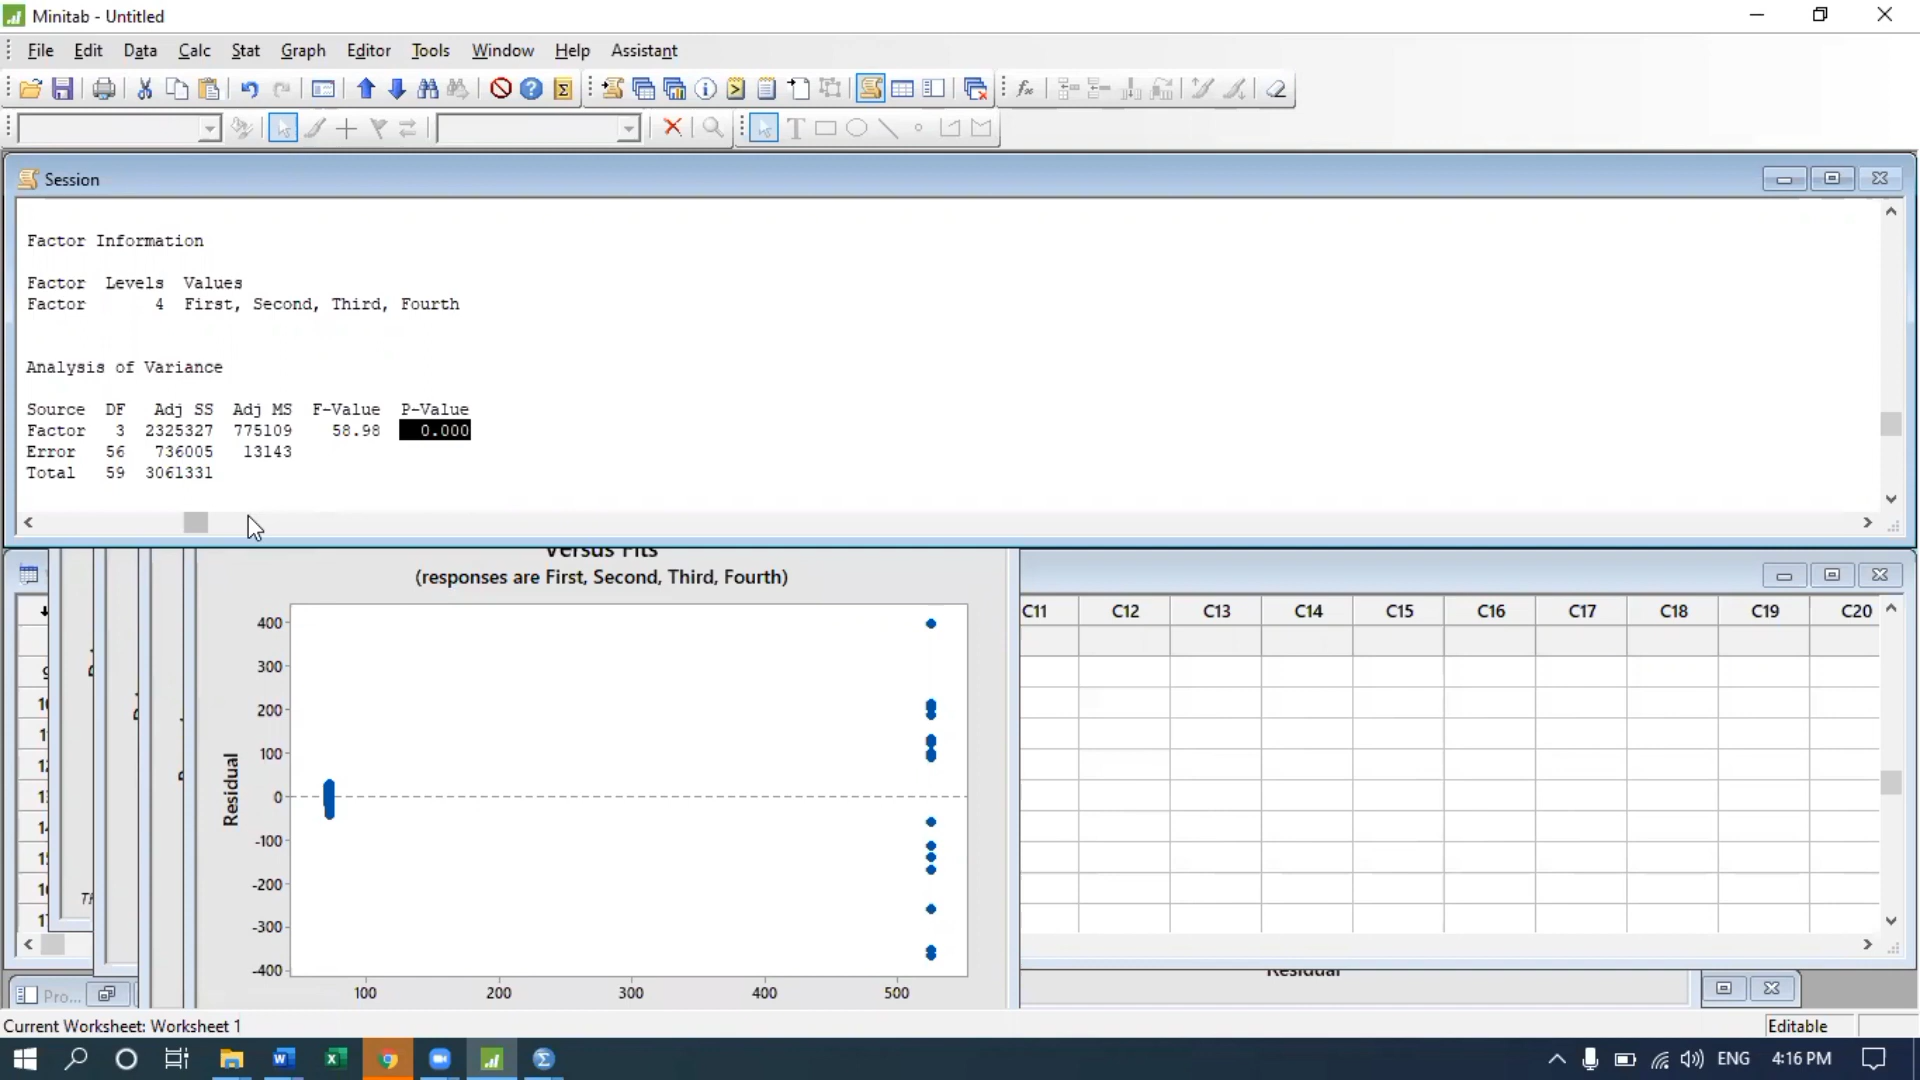 Minitab - Untitled
File Edit Data Calc Stat Graph Editor Tools Window Help Assistant
Session
Factor Information
Factor Levels Values
Factor 4 First, Second, Third, Fourth
Analysis of Variance
Source DF Adj SS Adj MS F-Value P-Value
Factor 3 2325327 775109 58.98 0.000
Error 56 736005 13143
Total 59 3061331
Versus Fits
(responses are First, Second, Third, Fourth)
C11 C12 C13 C14 C15 C16 C17 C18 C19 C20
400
300
200
100
0
-100
-200
-300
-400
Residual
100 200 300 400 500
10
Residual
Pro...
Current Worksheet: Worksheet 1
Editable
ENG 4:16 PM